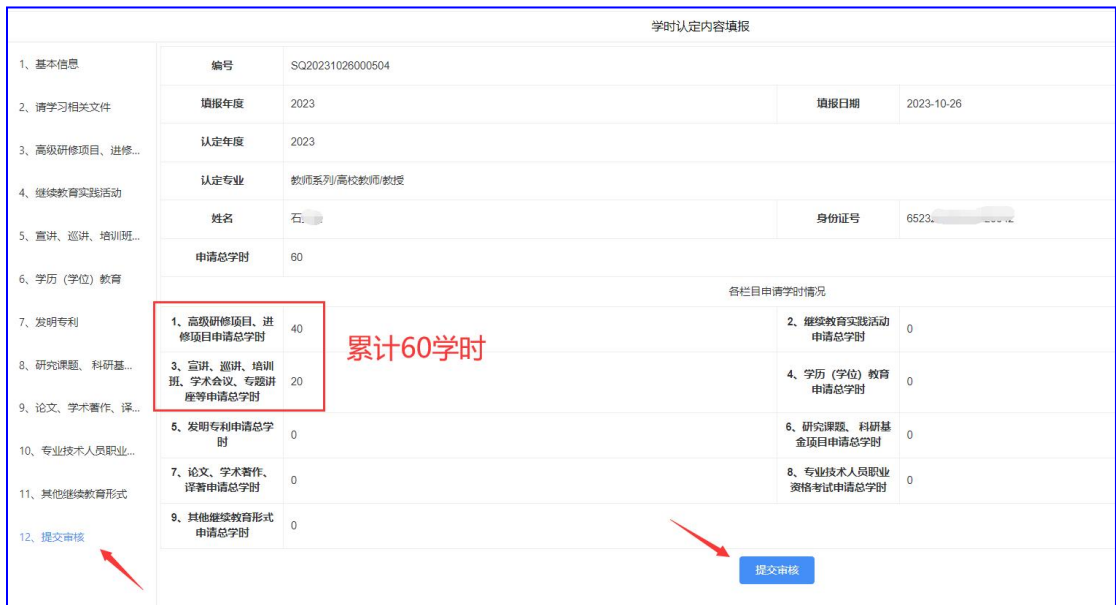 学时认定内容填报
1、基本信息
2、请学习相关文件
3、高级研修项目、进修...
4、继续教育实践活动
5、宣讲、巡讲、培训班...
6、学历（学位）教育
7、发明专利
8、研究课题、 科研基...
9、论文、学术著作、译...
10、专业技术人员职业...
11、其他继续教育形式
12、提交审核
编号 SQ20231026000504
填报年度 2023 填报日期 2023-10-26
认定年度 2023
认定专业 教师系列/高校教师/教授
姓名 石 身份证号 6523
申请总学时 60
各栏目申请学时情况
1、高级研修项目、进
修项目申请总学时 40
2、继续教育实践活动
申请总学时 0
累计60学时
3、宣讲、巡讲、培训
班、学术会议、专题讲
座等申请总学时 20
4、学历（学位）教育
申请总学时 0
5、发明专利申请总学
时 0
6、研究课题、 科研基
金项目申请总学时 0
7、论文、学术著作、
译著申请总学时 0
8、专业技术人员职业
资格考试申请总学时 0
9、其他继续教育形式
申请总学时 0
提交审核